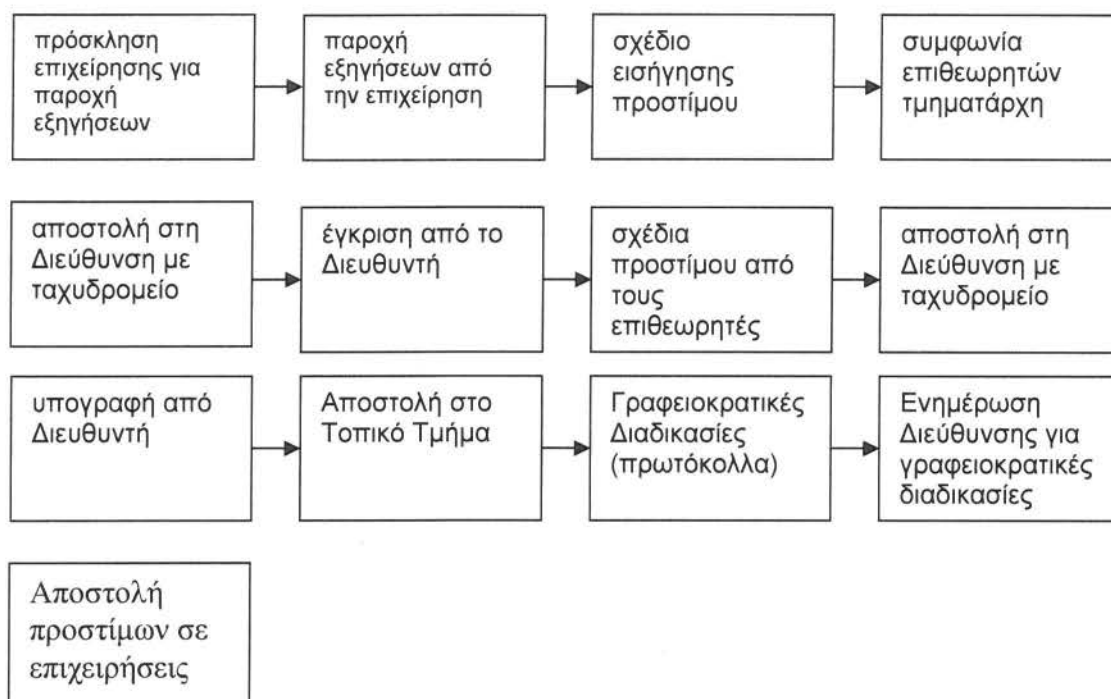 πρόσκληση
επιχείρησης για
παροχή
εξηγήσεων
παροχή
εξηγήσεων από
την επιχείρηση
σχέδιο
εισήγησης
προστίμου
συμφωνία
επιθεωρητών
τμηματάρχη
αποστολή στη
Διεύθυνση με
ταχυδρομείο
έγκριση από το
Διευθυντή
σχέδια
προστίμου από
τους
επιθεωρητές
αποστολή στη
Διεύθυνση με
ταχυδρομείο
υπογραφή από
Διευθυντή
Αποστολή στο
Τοπικό Τμήμα
Γραφειοκρατικές
Διαδικασίες
(πρωτόκολλα)
Ενημέρωση
Διεύθυνσης για
γραφειοκρατικές
διαδικασίες
Αποστολή
προστίμων σε
επιχειρήσεις